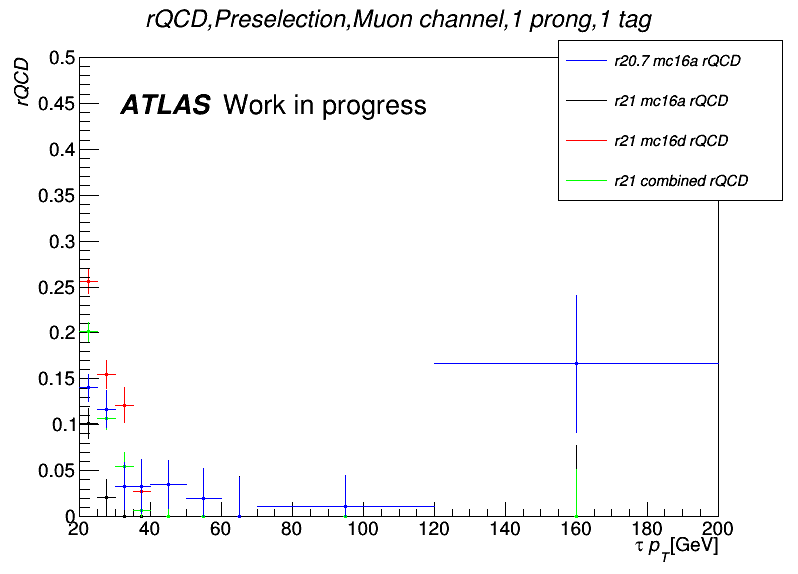 rQCD,Preselection,Muon channel,1 prong,1 tag
rQCD
0.5
0.45
0.4
0.35
0.3
0.25
0.2
0.15
0.1
0.05
0
ATLAS Work in progress
r20.7 mc16a rQCD
r21 mc16a rQCD
r21 mc16d rQCD
r21 combined rQCD
20 40 60 80 100 120 140 160 180 200
τ p_T[GeV]